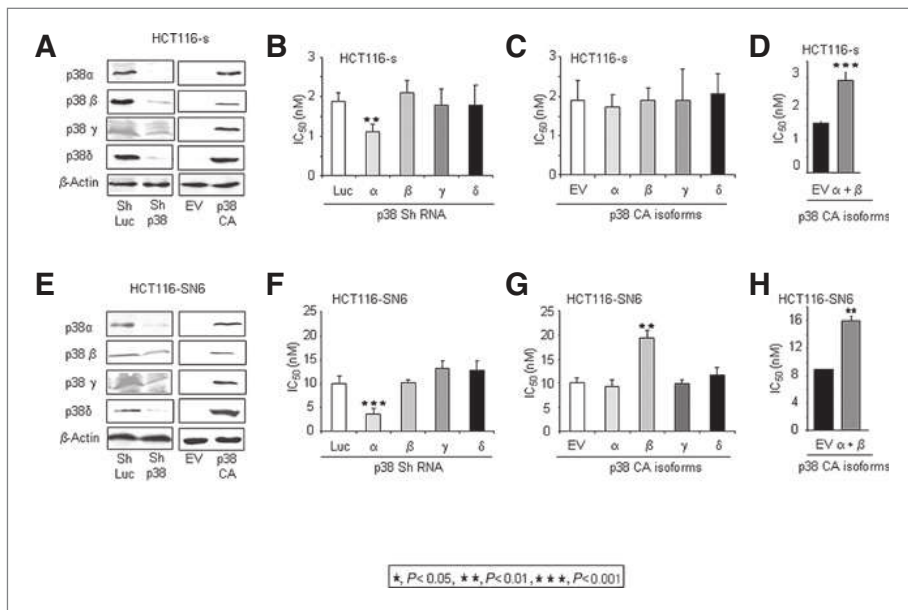 A
HCT116-s
p38α
p38 β
p38 γ
p38δ
β-Actin
Sh Luc
Sh p38
EV
p38 CA
B
HCT116-s
IC50 (nM)
3
2
1
0
★★
Luc α β γ δ
p38 Sh RNA
C
HCT116-s
IC50 (nM)
3
2
1
0
EV α β γ δ
p38 CA isoforms
D
HCT116-s
★★★
IC50 (nM)
3
2
1
0
EV α + β
p38 CA isoforms
E
HCT116-SN6
p38α
p38 β
p38 γ
p38δ
β-Actin
Sh Luc
Sh p38
EV
p38 CA
F
HCT116-SN6
IC50 (nM)
25
20
15
10
5
0
★★★
Luc α β γ δ
p38 Sh RNA
G
HCT116-SN6
IC50 (nM)
25
20
15
10
5
0
★★
EV α β γ δ
p38 CA isoforms
H
HCT116-SN6
★★
IC50 (nM)
16
12
8
4
0
EV α + β
p38 CA isoforms
★, P< 0.05, ★★, P< 0.01, ★★★, P< 0.001